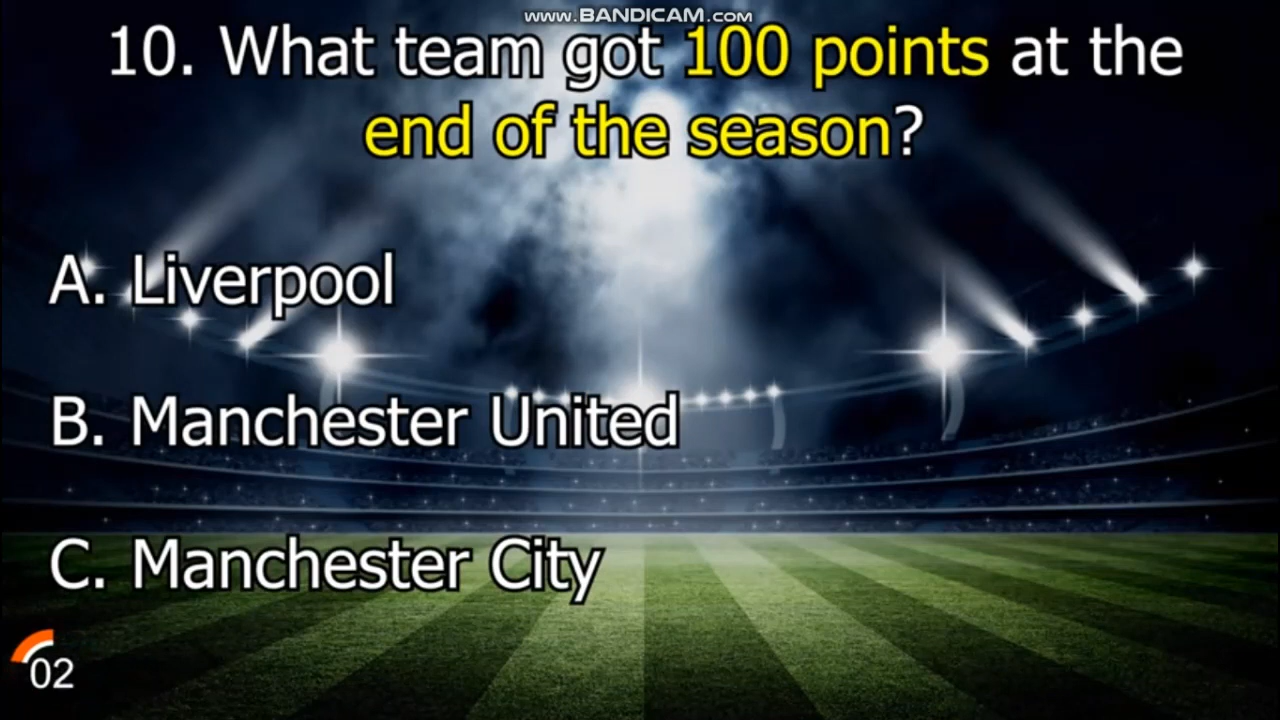 www.BANDICAM.com
10. What team got 100 points at the
end of the season?
A. Liverpool
B. Manchester United
C. Manchester City
02